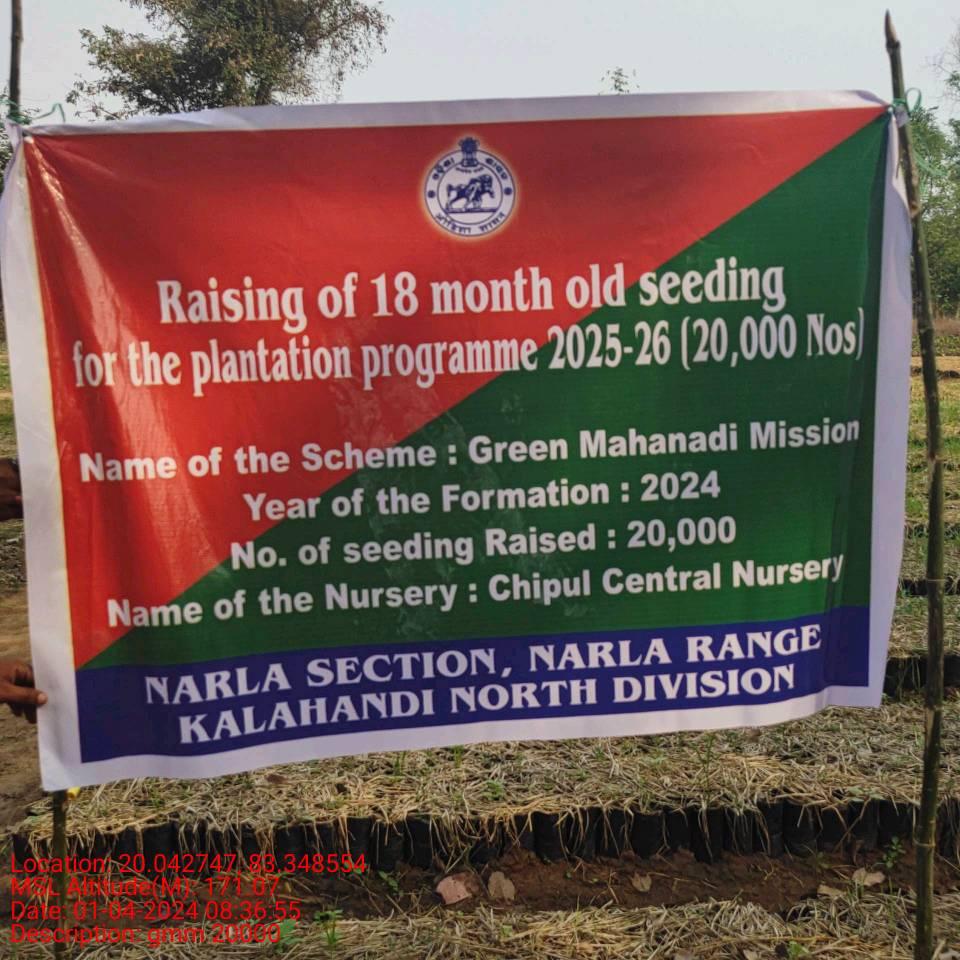 Raising of 18 month old seeding
for the plantation programme 2025-26 (20,000 Nos)
Name of the Scheme : Green Mahanadi Mission
Year of the Formation : 2024
No. of seeding Raised : 20,000
Name of the Nursery : Chipul Central Nursery
NARLA SECTION, NARLA RANGE
KALAHANDI NORTH DIVISION
Location: 20.042747, 83.348554
MSL Altitude(M): 171.07
Date: 01-04-2024 08:36:55
Description: gmm 20000